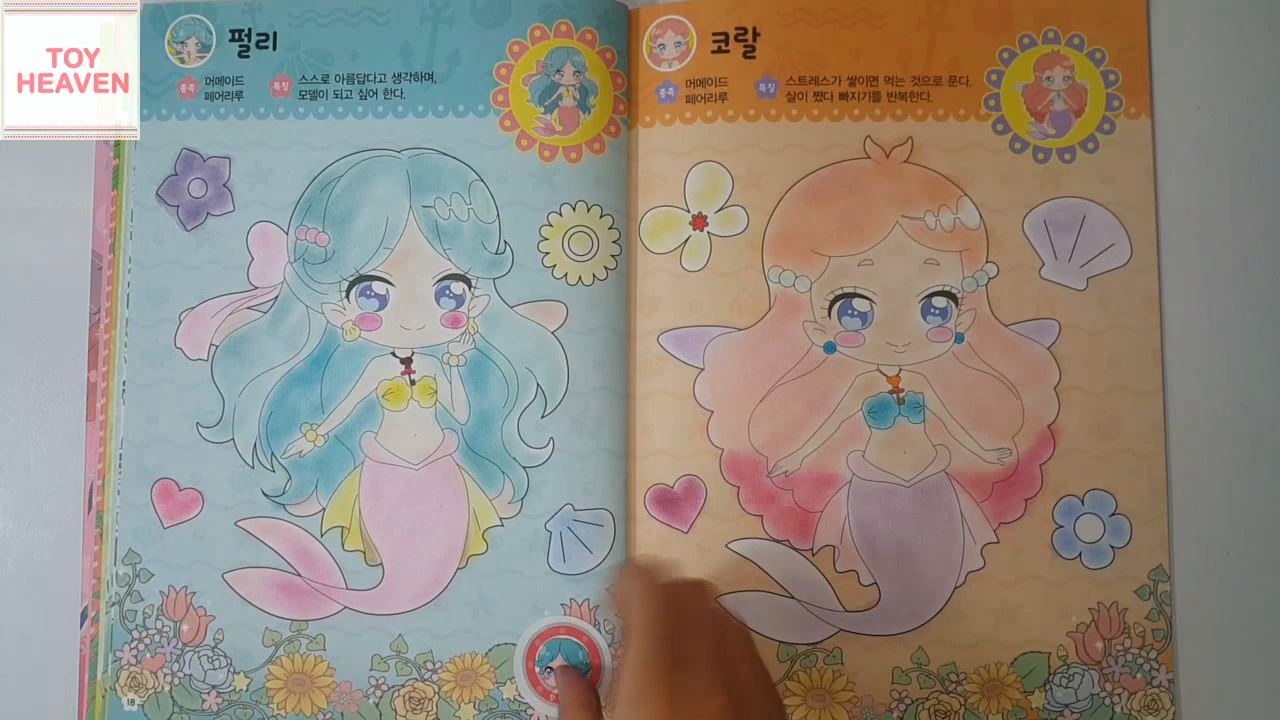 TOY
HEAVEN
펄리
종족
머메이드
페어리루
특징
스스로 아름답다고 생각하며,
모델이 되고 싶어 한다.
코랄
종족
머메이드
페어리루
특징
스트레스가 쌓이면 먹는 것으로 푼다.
살이 쪘다 빠지기를 반복한다.
18